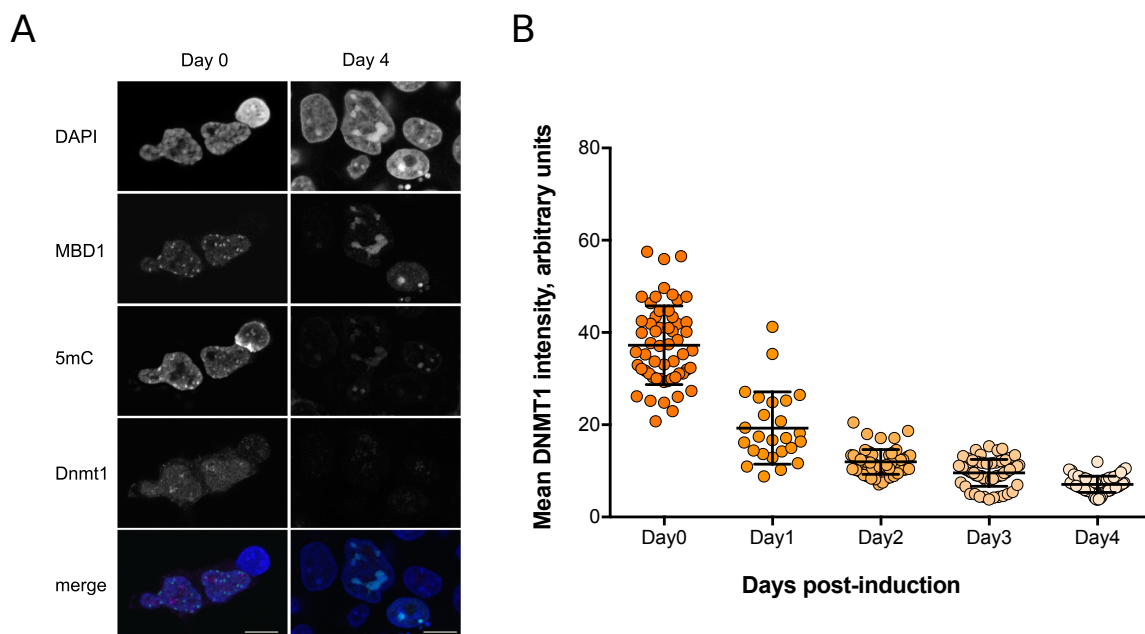 A
Day 0 Day 4
DAPI
MBD1
5mC
Dnmt1
merge
B
Mean DNMT1 intensity, arbitrary units
80
60
40
20
0
Day0 Day1 Day2 Day3 Day4
Days post-induction